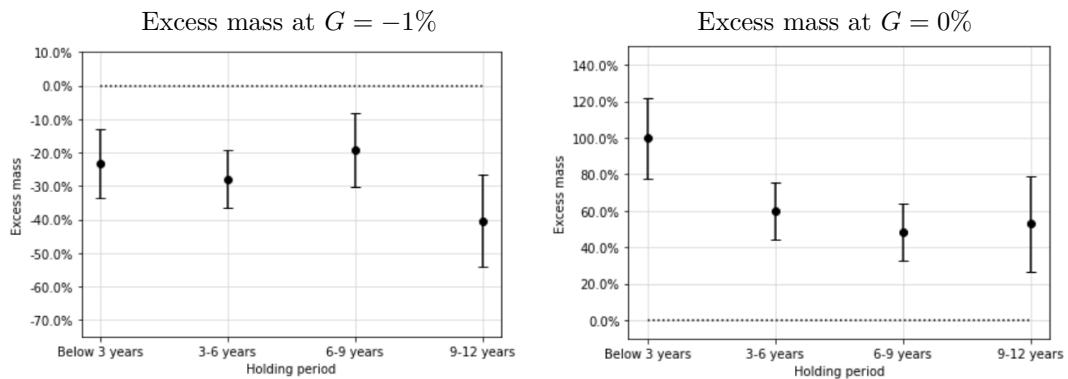 Excess mass at G = −1%
10.0%
0.0%
-10.0%
-20.0%
-30.0%
-40.0%
-50.0%
-60.0%
-70.0%
Excess mass
Below 3 years 3-6 years 6-9 years 9-12 years
Holding period
Excess mass at G = 0%
140.0%
120.0%
100.0%
80.0%
60.0%
40.0%
20.0%
0.0%
Excess mass
Below 3 years 3-6 years 6-9 years 9-12 years
Holding period